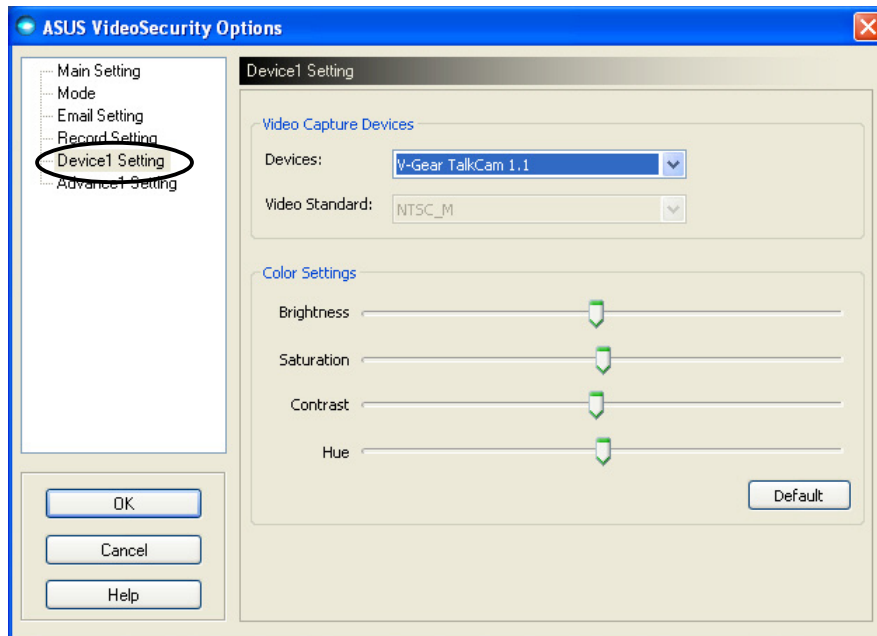 ASUS VideoSecurity Options
Main Setting
Mode
Email Setting
Record Setting
Device1 Setting
Advance1 Setting
OK
Cancel
Help
Device1 Setting
Video Capture Devices
Devices:
V-Gear TalkCam 1.1
Video Standard:
NTSC_M
Color Settings
Brightness
Saturation
Contrast
Hue
Default